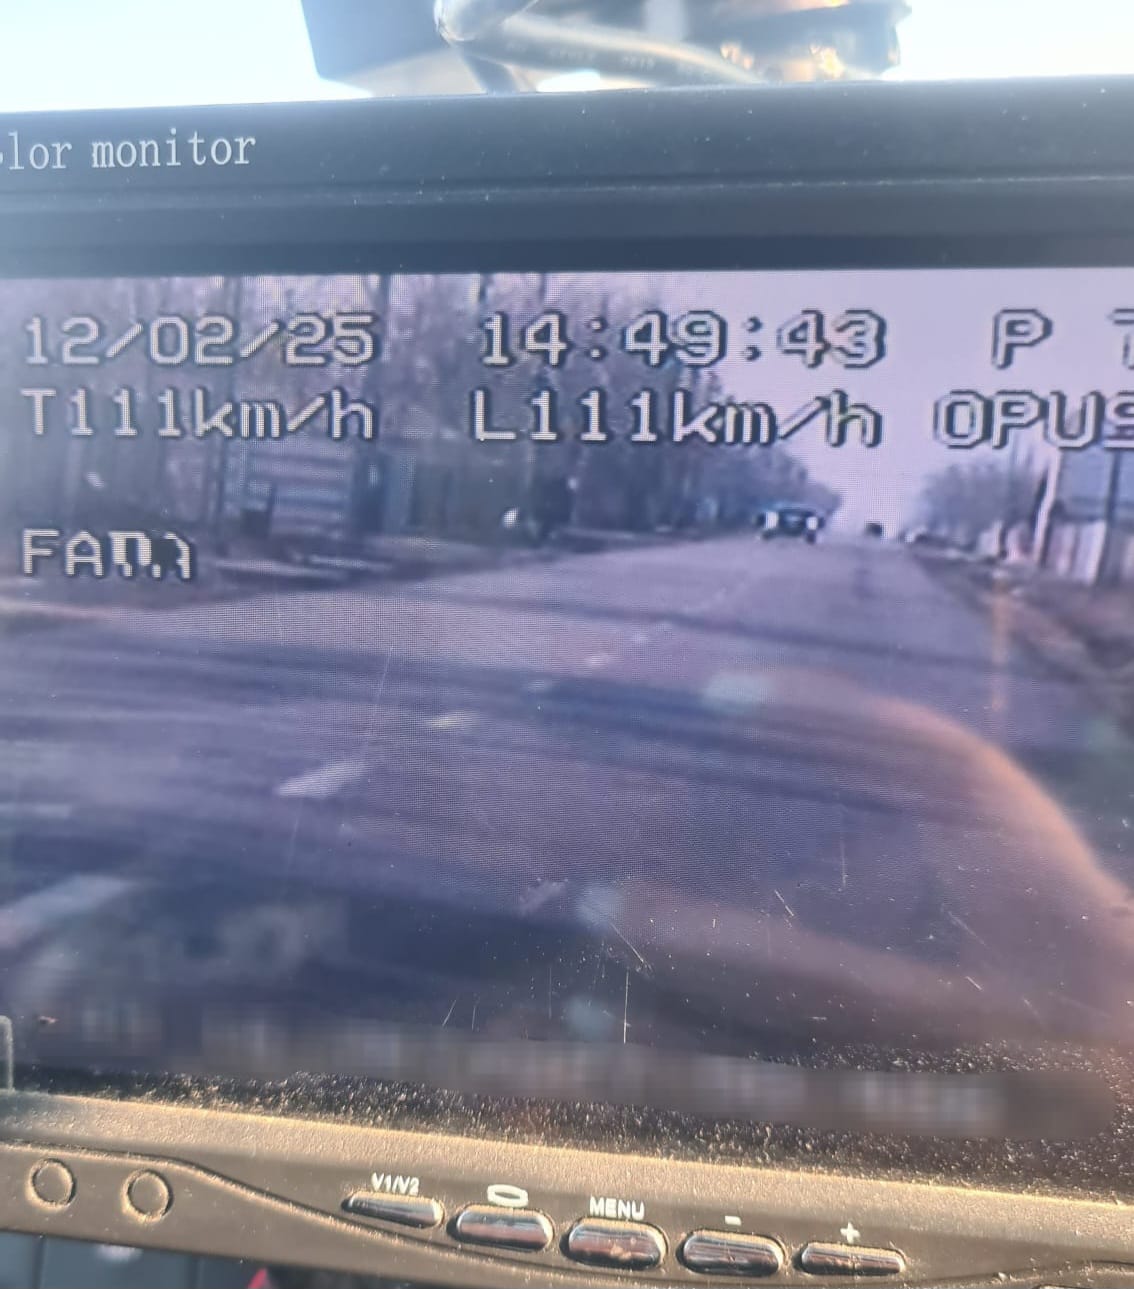 lor monitor
12/02/25 14:49:43 P
T111km/h L111km/h OPUS
V1/V2
MENU
-
+